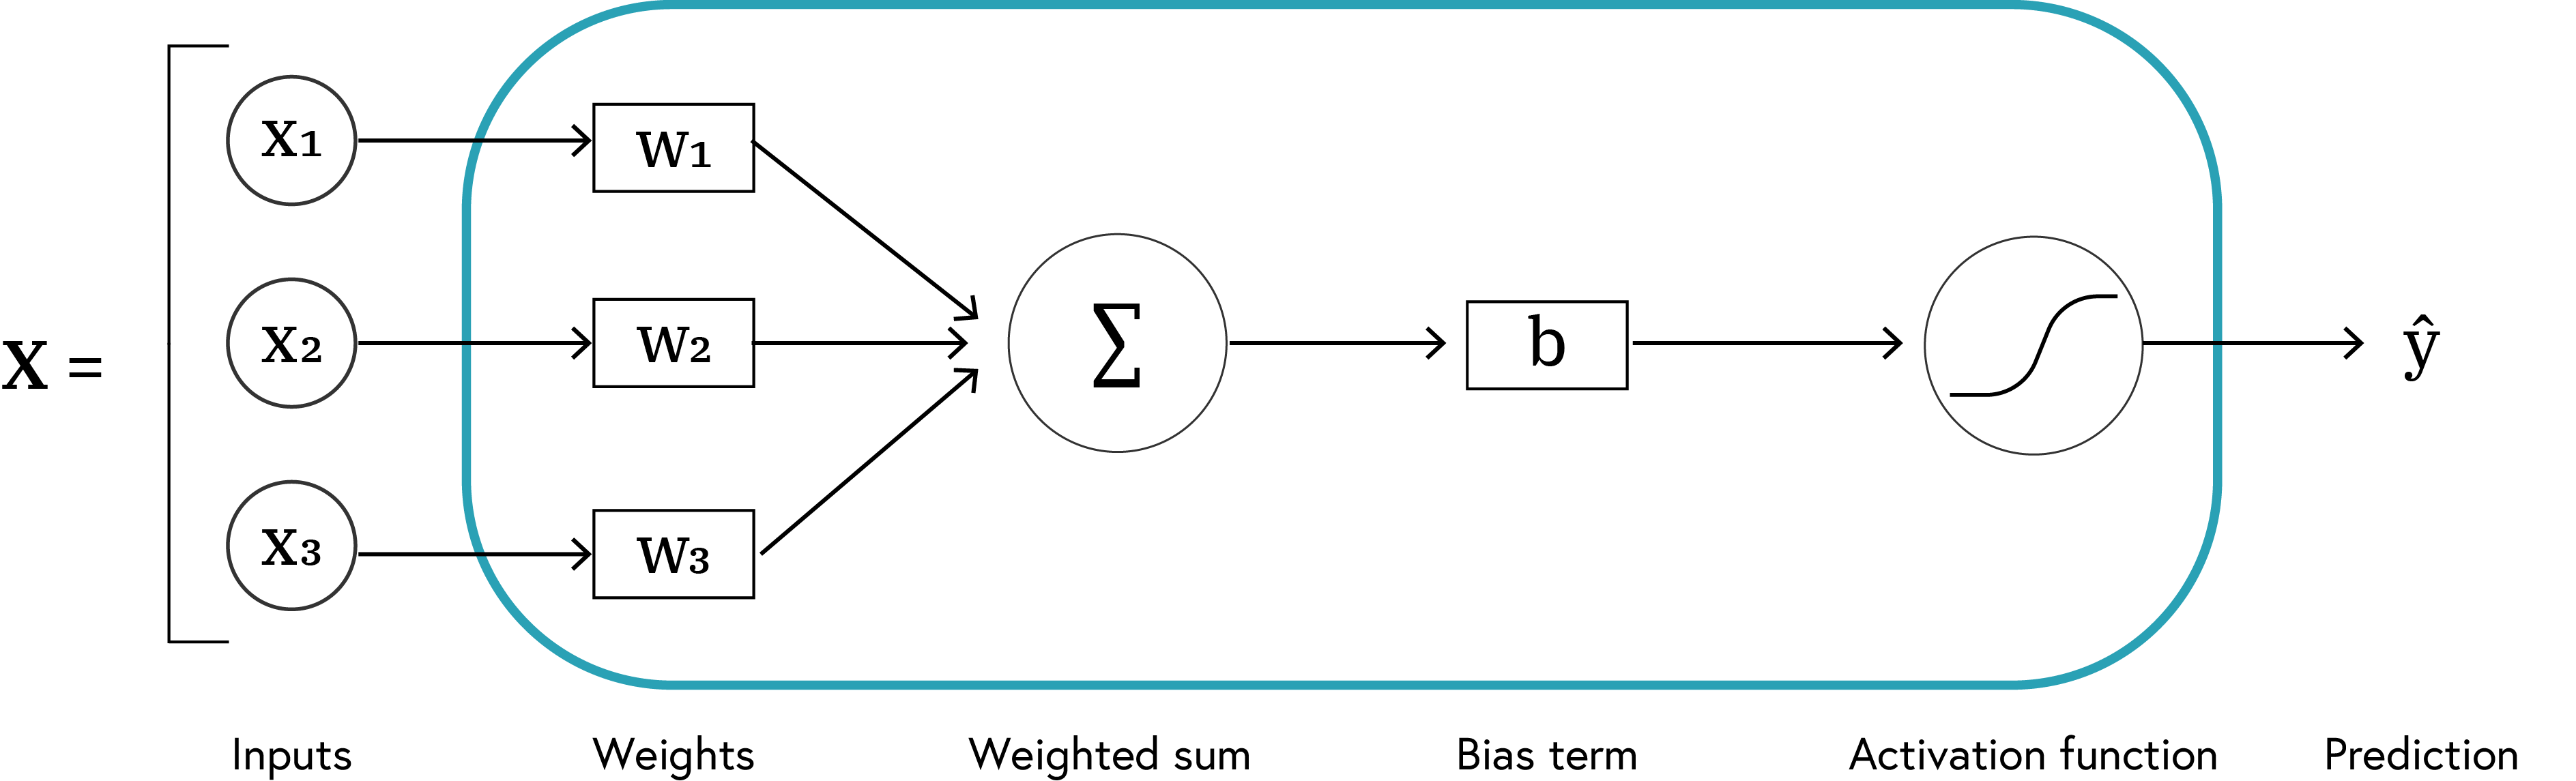 X =
x1
x2
x3
w1
w2
w3
Σ
b
ŷ
Inputs
Weights
Weighted sum
Bias term
Activation function
Prediction